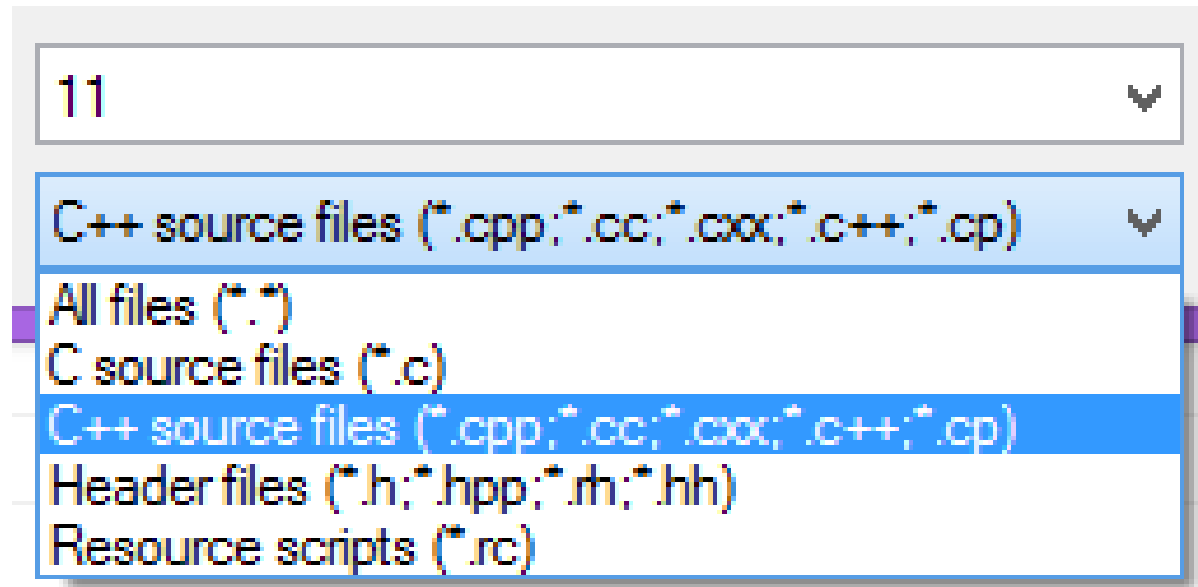 11
C++ source files (*.cpp;*.cc;*.cxx;*.c++;*.cp)
All files (*.*)
C source files (*.c)
C++ source files (*.cpp;*.cc;*.cxx;*.c++;*.cp)
Header files (*.h;*.hpp;*.rh;*.hh)
Resource scripts (*.rc)